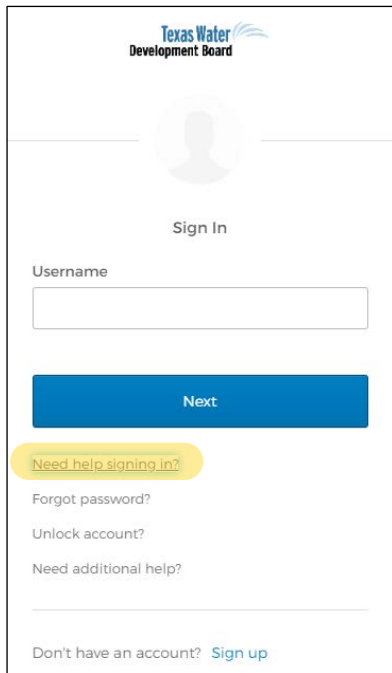 Texas Water
Development Board
Sign In
Username
Next
Need help signing in?
Forgot password?
Unlock account?
Need additional help?
Don't have an account? Sign up